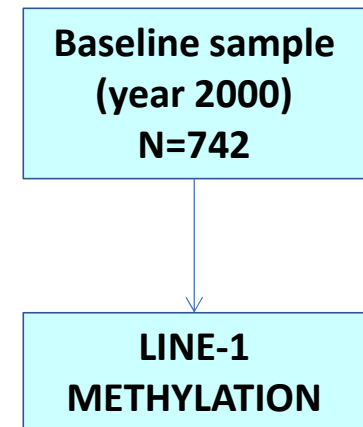 Baseline sample
(year 2000)
N=742
LINE-1
METHYLATION